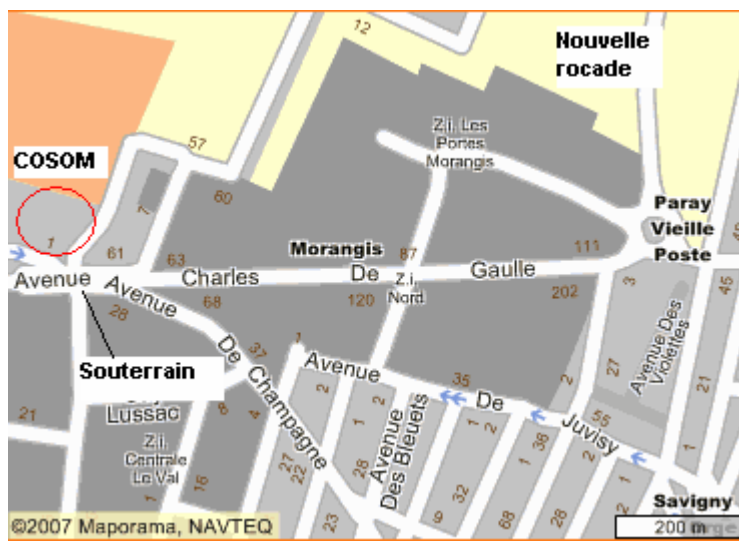 12
Nouvelle
rocade
57
Z.i. Les
Portes
Morangis
COSOM
60
7
Paray
Vieille
Poste
1
61
63
Morangis
87
111
Avenue
Charles
De
Gaulle
Z.i.
Nord
68
120
202
3
45
Avenue
28
De Champagne
37
1
Avenue
De
Juvisy
35
Avenue Des
Violettes
Souterrain
Lussac
21
Z.i.
Centrale
Le Val
8
4
2
2
1
2
1
2
27
21
55
Avenue
Des Bleuets
1
16
27
22
28
32
38
2
1
23
9
68
28
2
1
Savigny
©2007 Maporama, NAVTEQ
200 m